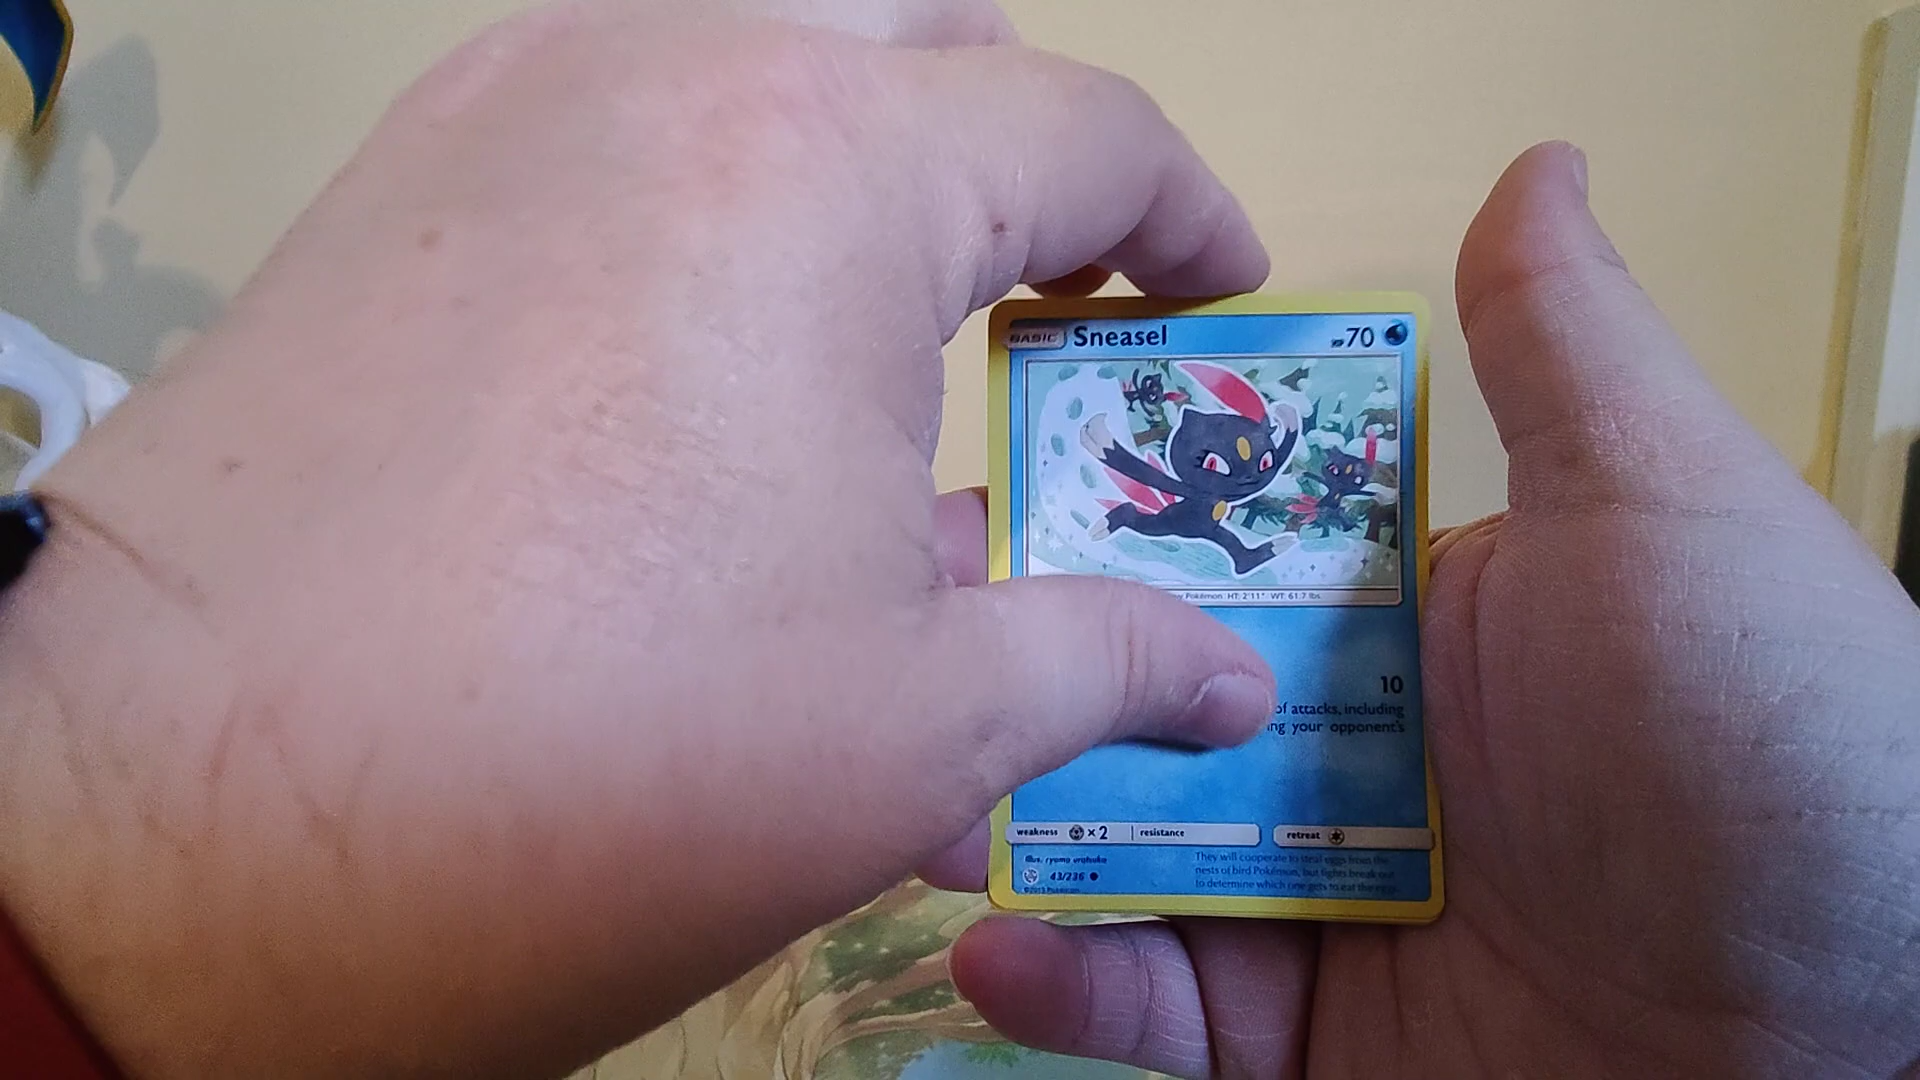 BASIC Sneasel HP 70
Pokémon HT: 2'11" WT: 61.7 lbs.
10
of attacks, including
your opponent's
weakness ×2 resistance retreat
Illus. ryoma uratsuka
They will cooperate to steal eggs from the
nests of bird Pokémon, but fights break out
43/236
to determine which one gets to eat the